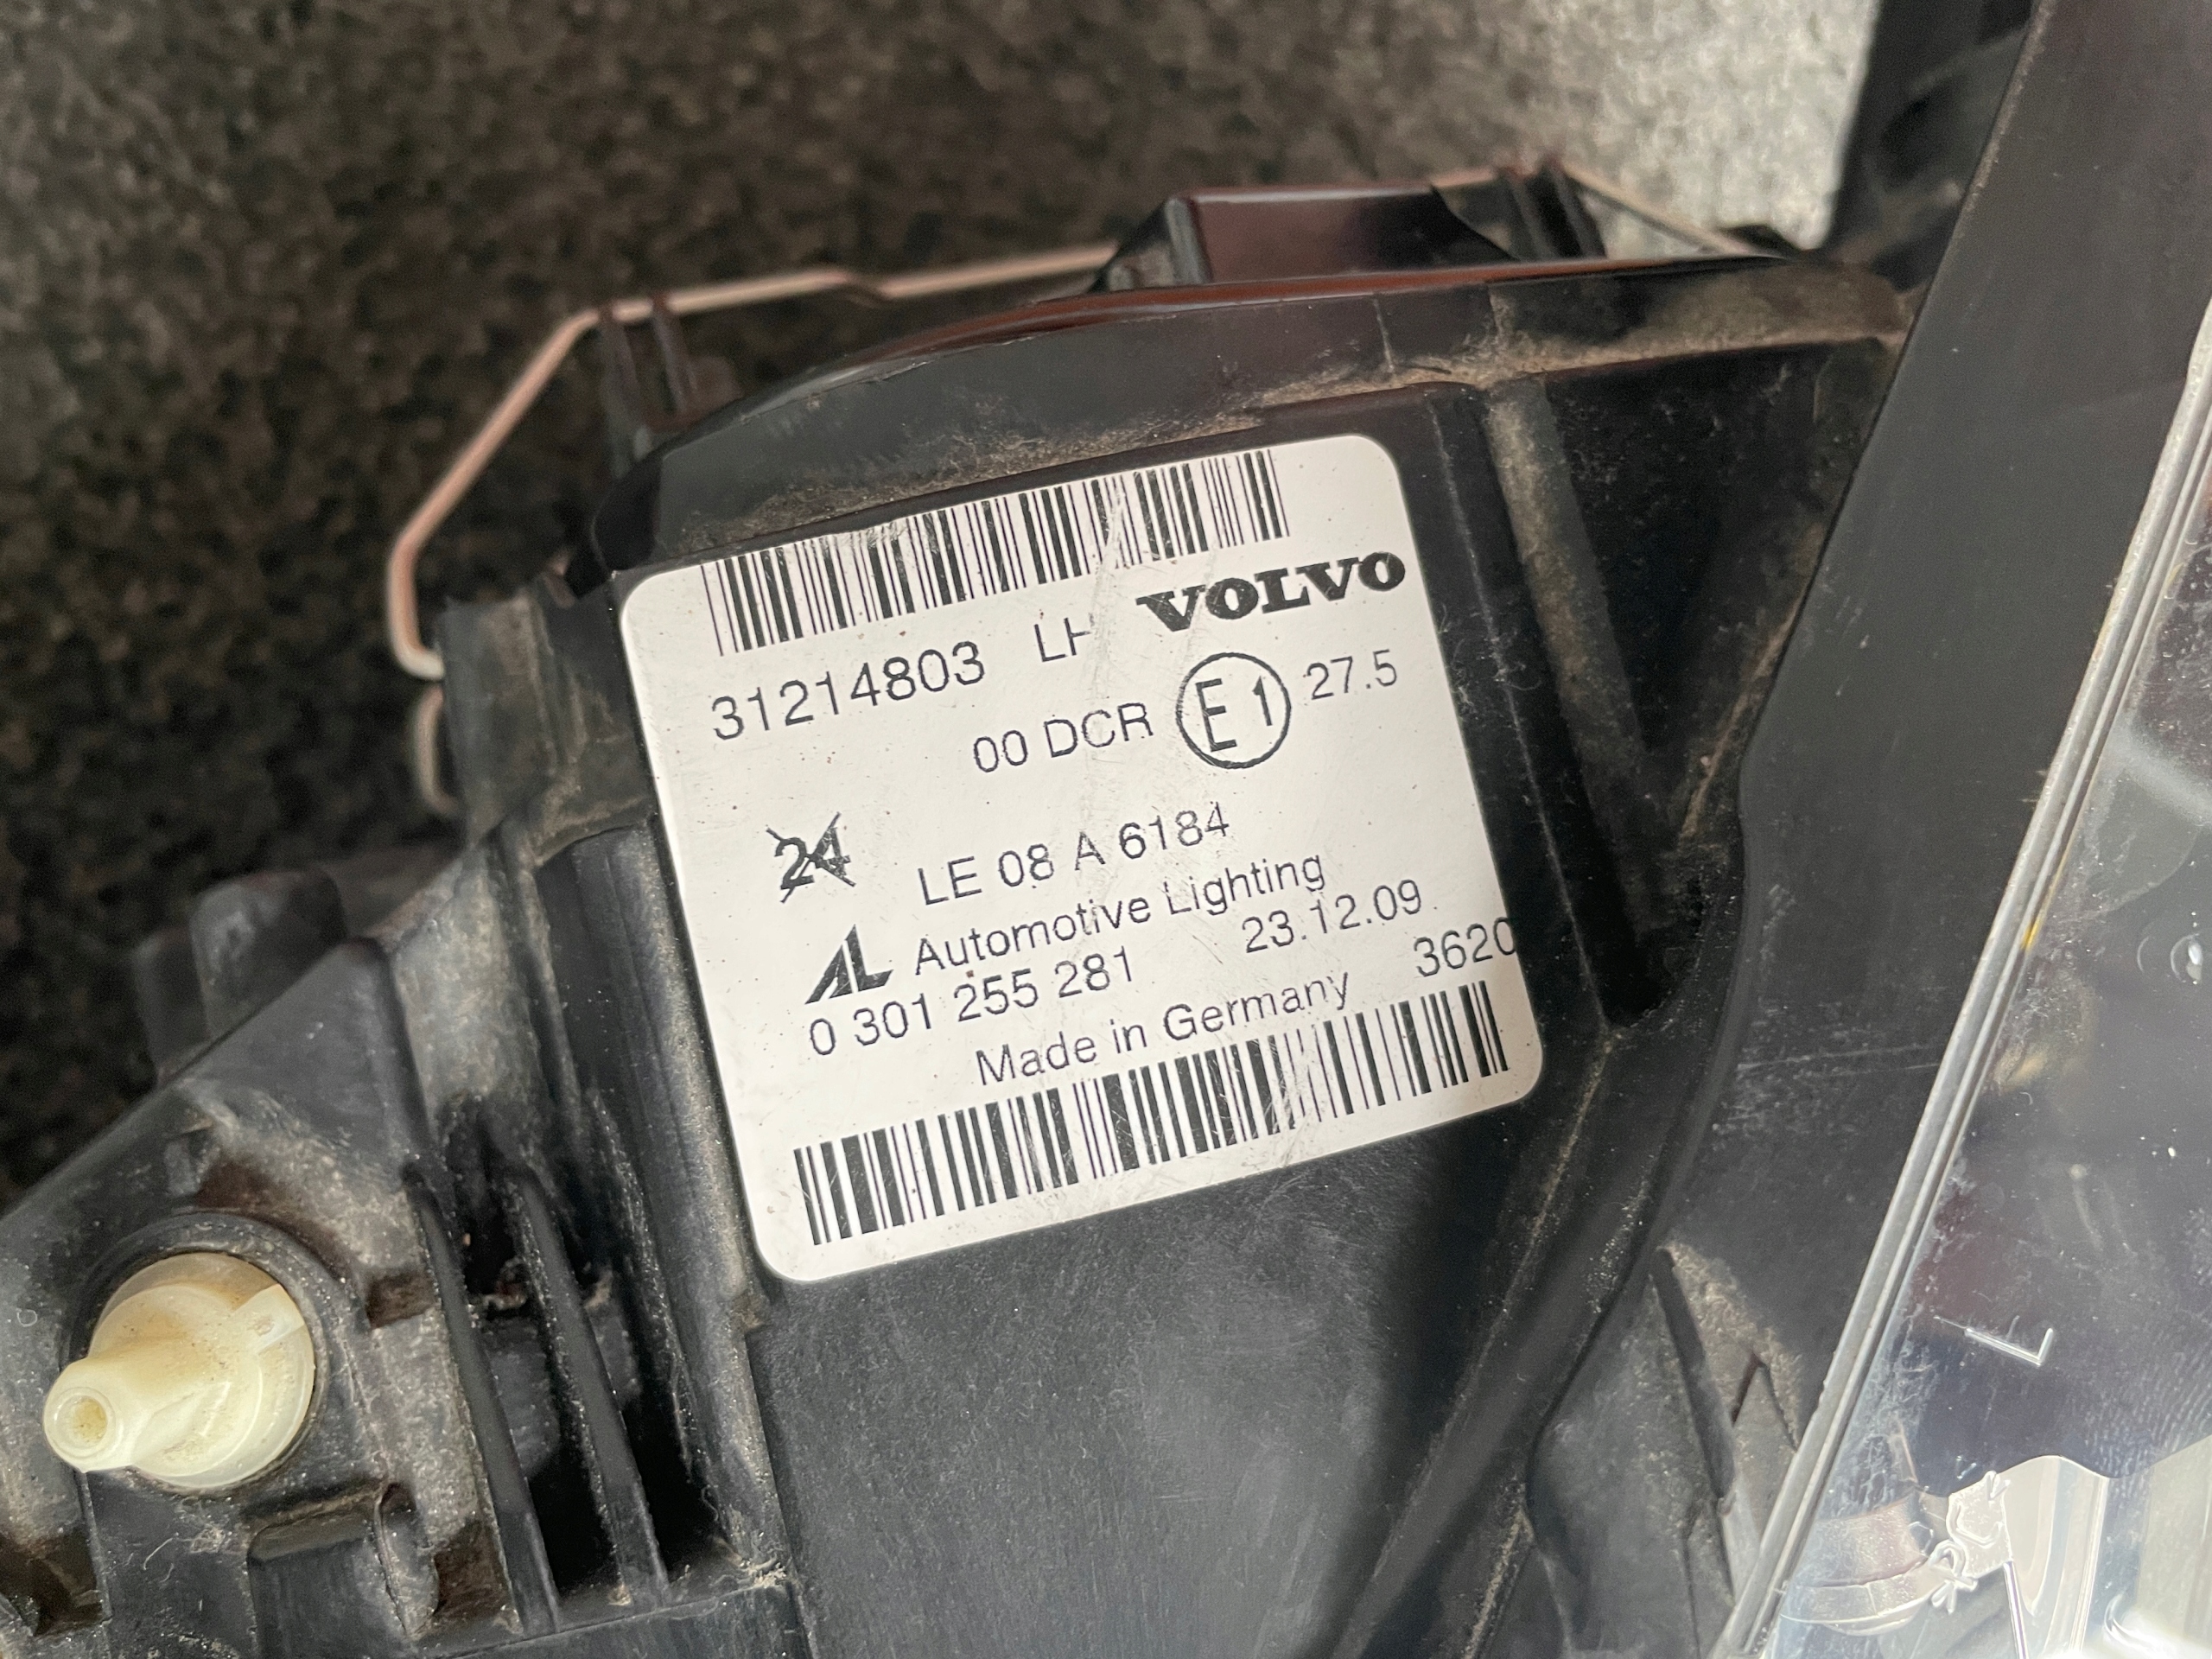 31214803 LH VOLVO
00 DCR E1 27.5
24 LE 08 A 6184
AL Automotive Lighting
0 301 255 281 23.12.09
Made in Germany 3620
L